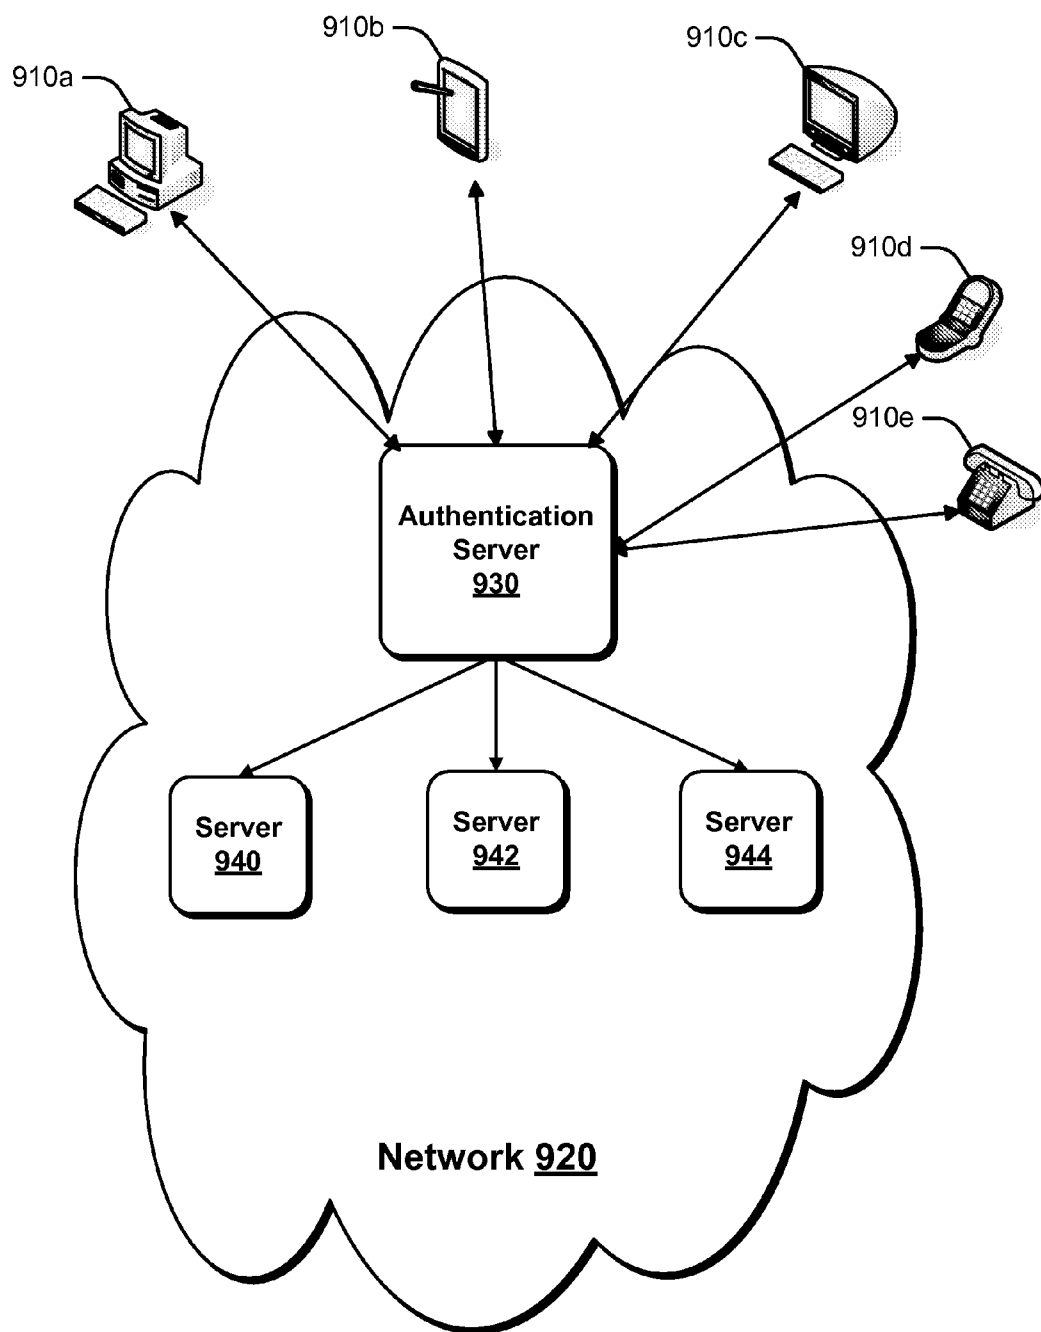 910a
910b
910c
910d
910e
Authentication
Server
930
Server
940
Server
942
Server
944
Network 920